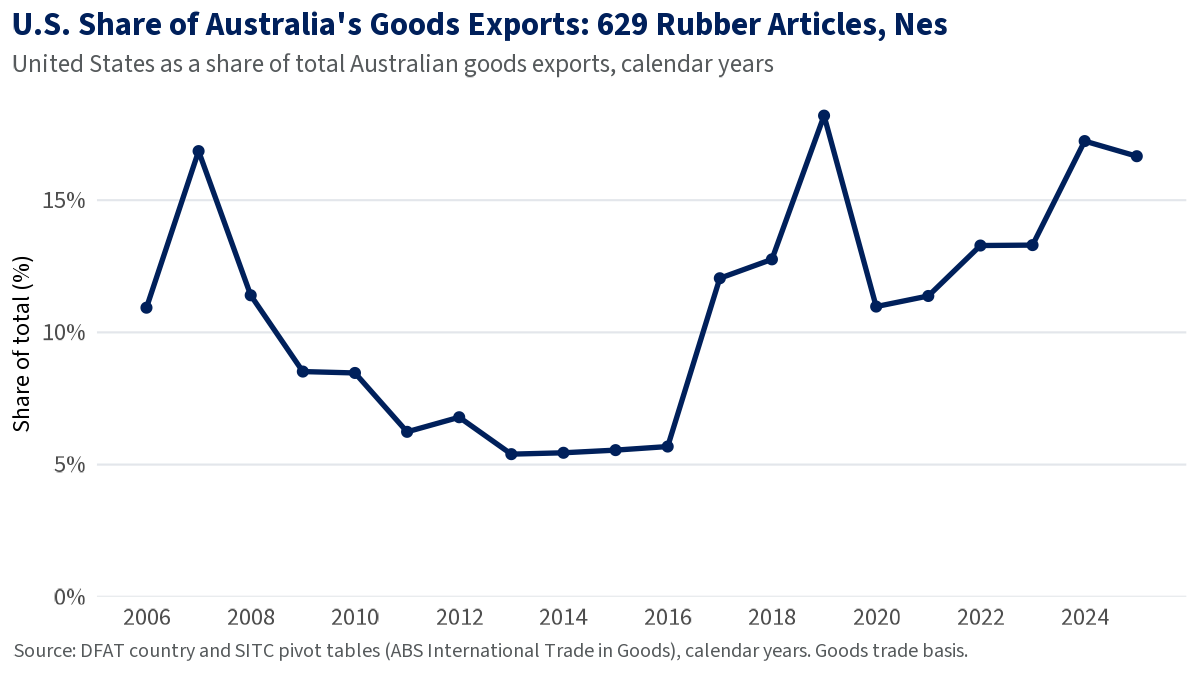 U.S. Share of Australia's Goods Exports: 629 Rubber Articles, Nes
United States as a share of total Australian goods exports, calendar years
Share of total (%)
15%
10%
5%
0%
2006 2008 2010 2012 2014 2016 2018 2020 2022 2024
Source: DFAT country and SITC pivot tables (ABS International Trade in Goods), calendar years. Goods trade basis.